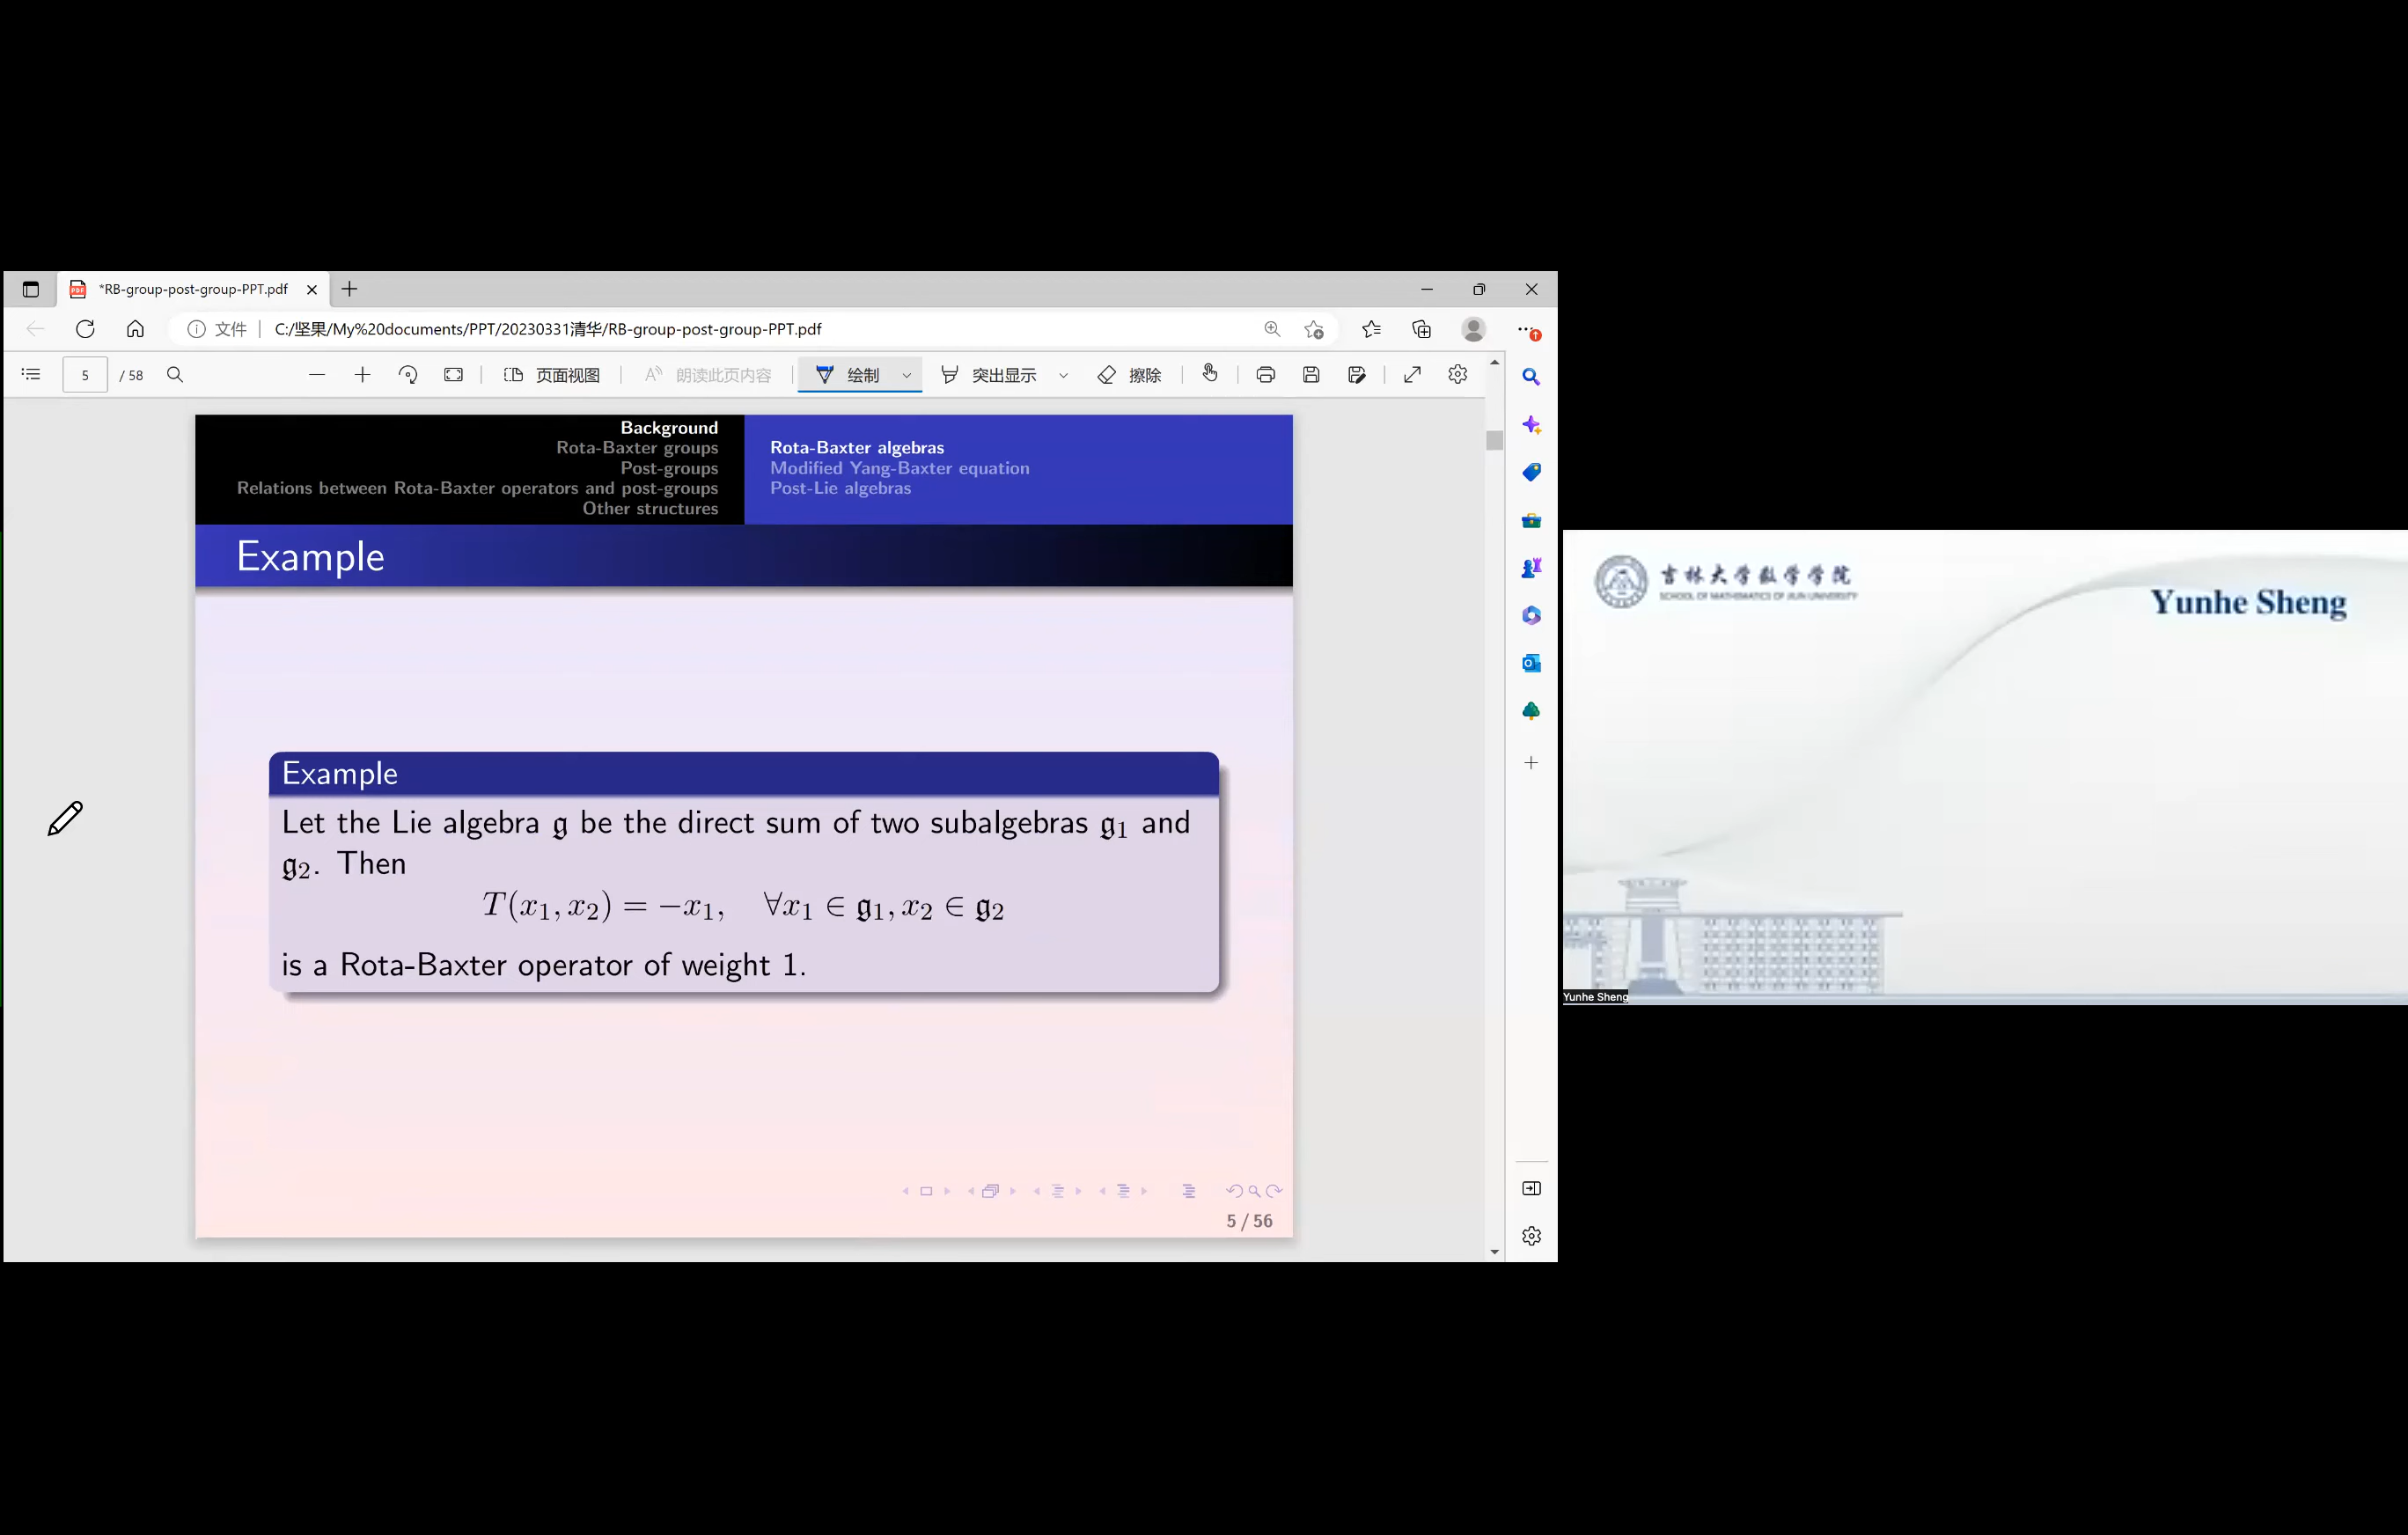 *RB-group-post-group-PPT.pdf
文件
C:/坚果/My%20documents/PPT/20230331清华/RB-group-post-group-PPT.pdf
5 / 58
页面视图
朗读此页内容
绘制
突出显示
擦除
Background
Rota-Baxter groups
Post-groups
Relations between Rota-Baxter operators and post-groups
Other structures
Rota-Baxter algebras
Modified Yang-Baxter equation
Post-Lie algebras
Example
Example
Let the Lie algebra 𝔤 be the direct sum of two subalgebras 𝔤₁ and
𝔤₂. Then
T(x₁, x₂) = −x₁, ∀x₁ ∈ 𝔤₁, x₂ ∈ 𝔤₂
is a Rota-Baxter operator of weight 1.
5 / 56
吉林大学数学学院
SCHOOL OF MATHEMATICS OF JILIN UNIVERSITY
Yunhe Sheng
Yunhe Sheng